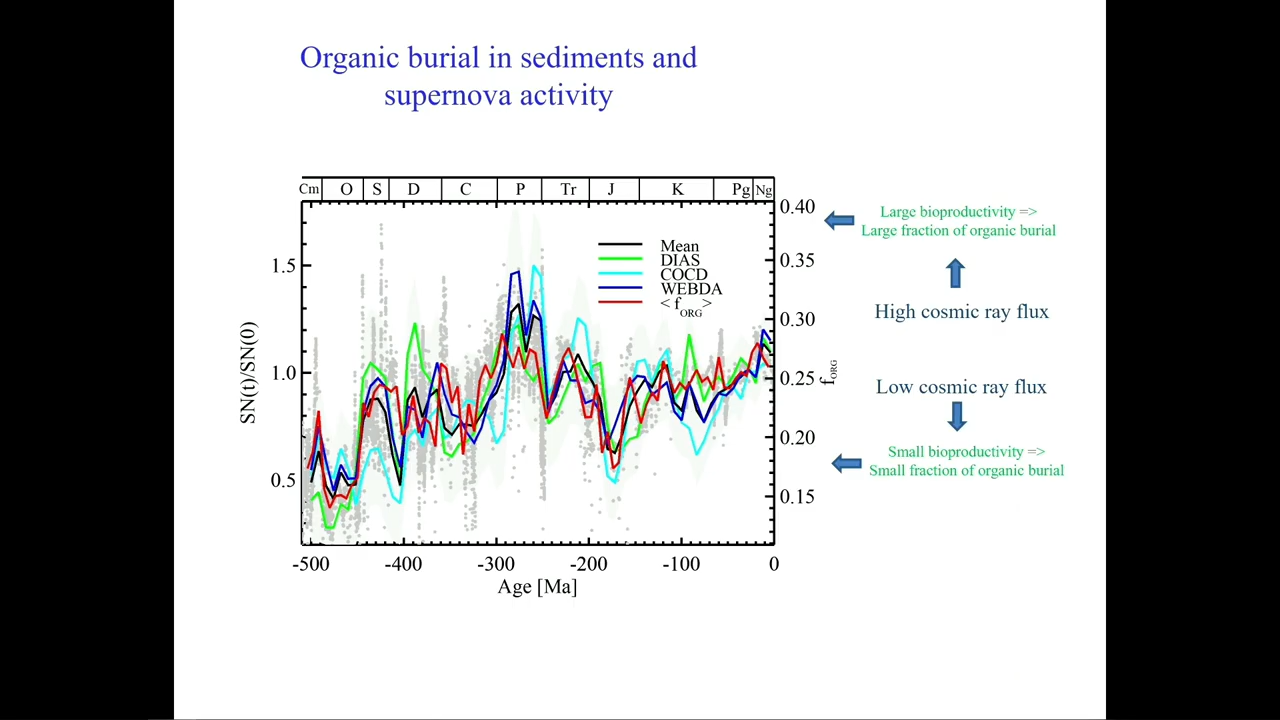 Organic burial in sediments and
supernova activity
Cm O S D C P Tr J K Pg Ng
SN(t)/SN(0)
1.5
1.0
0.5
Mean
DIAS
COCD
WEBDA
< f_ORG >
0.40
0.35
0.30
0.25
0.20
0.15
f_ORG
-500 -400 -300 -200 -100 0
Age [Ma]
Large bioproductivity =>
Large fraction of organic burial
High cosmic ray flux
Low cosmic ray flux
Small bioproductivity =>
Small fraction of organic burial